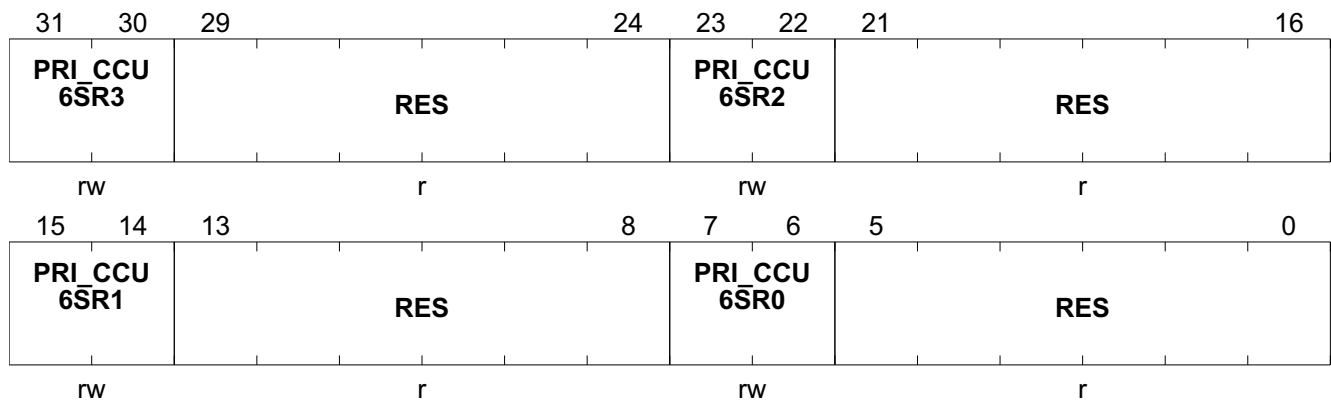 31 30 29 24 23 22 21 16
PRI_CCU RES PRI_CCU RES
6SR3 6SR2
rw r rw r
15 14 13 8 7 6 5 0
PRI_CCU RES PRI_CCU RES
6SR1 6SR0
rw r rw r